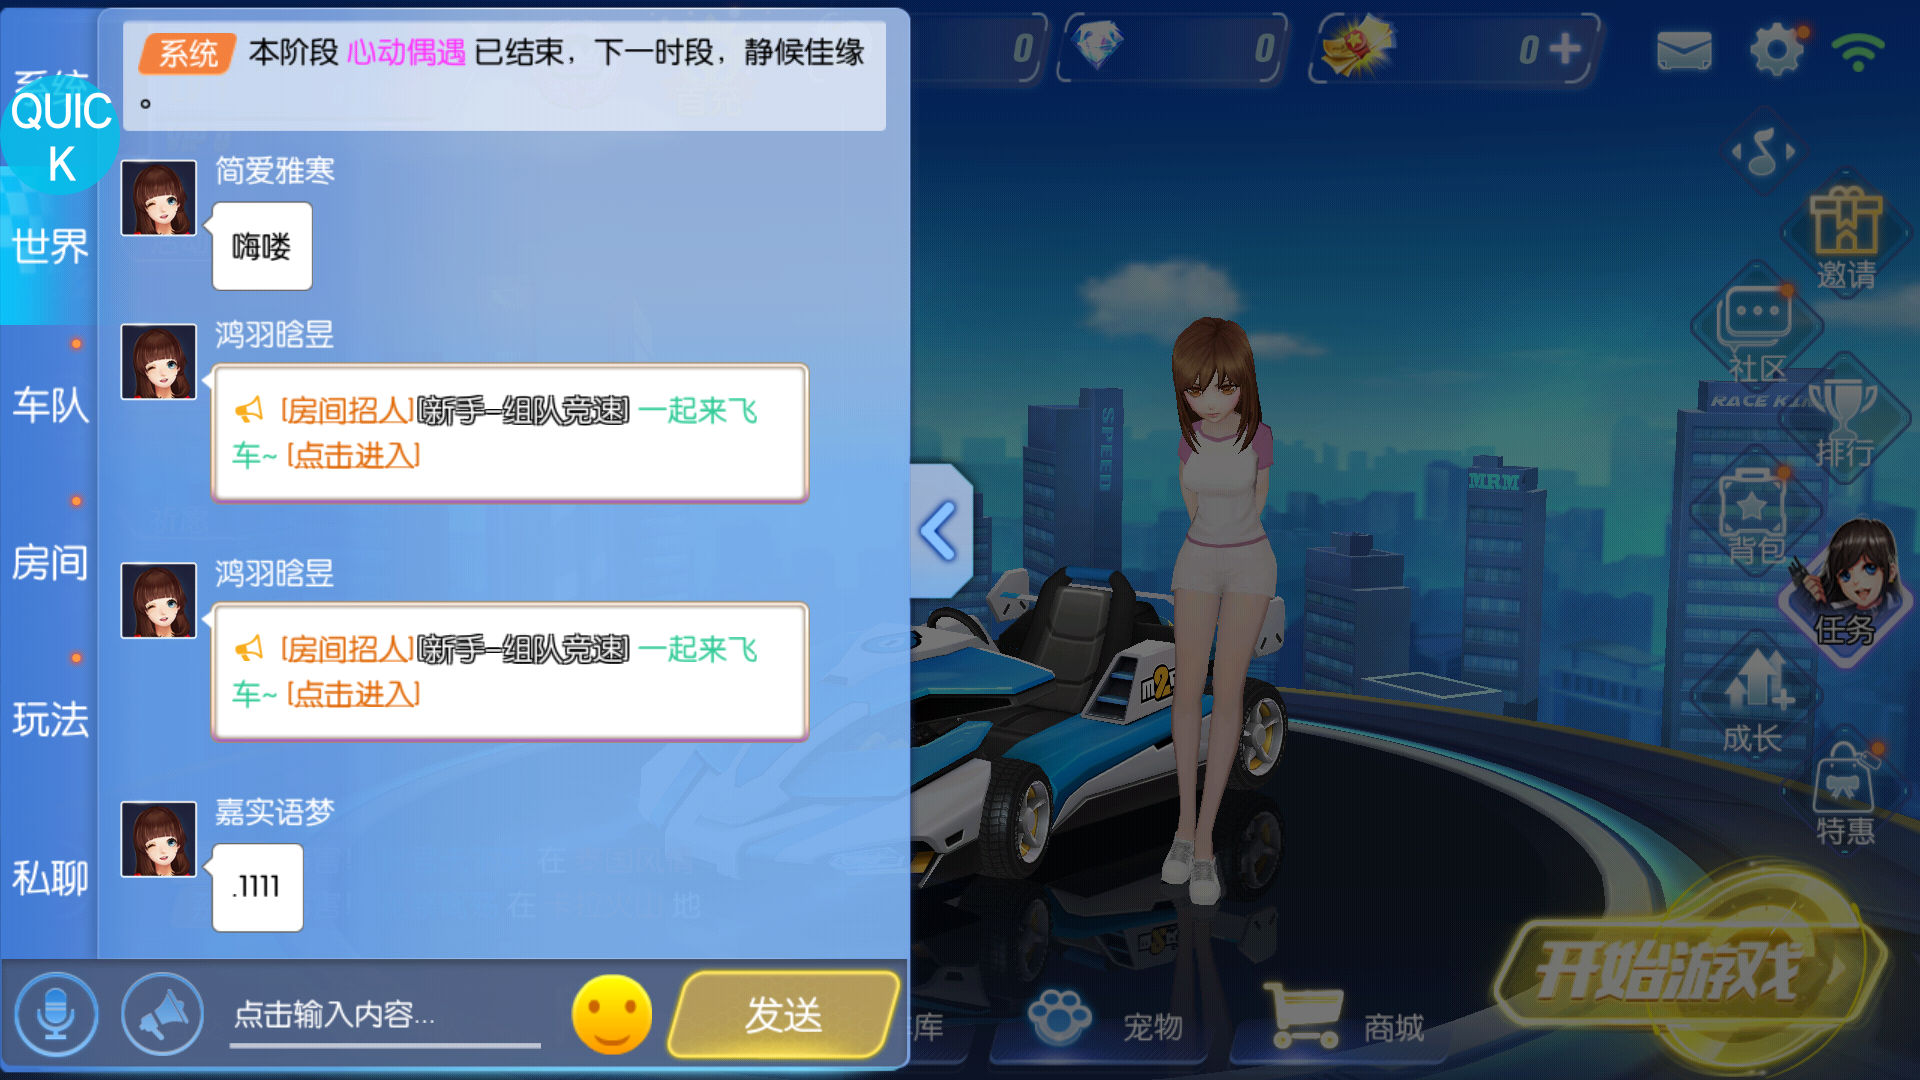 系统 本阶段 心动偶遇 已结束，下一时段，静候佳缘
。
系统
QUIC
K
世界
车队
房间
玩法
私聊
简爱雅寒
嗨喽
鸿羽晗昱
[房间招人][新手-组队竞速] 一起来飞
车~ [点击进入]
鸿羽晗昱
[房间招人][新手-组队竞速] 一起来飞
车~ [点击进入]
嘉实语梦
.1111
点击输入内容...
发送
0
0
0
邀请
社区
排行
背包
任务
成长
特惠
SPEED
MRM
开始游戏
库
宠物
商城